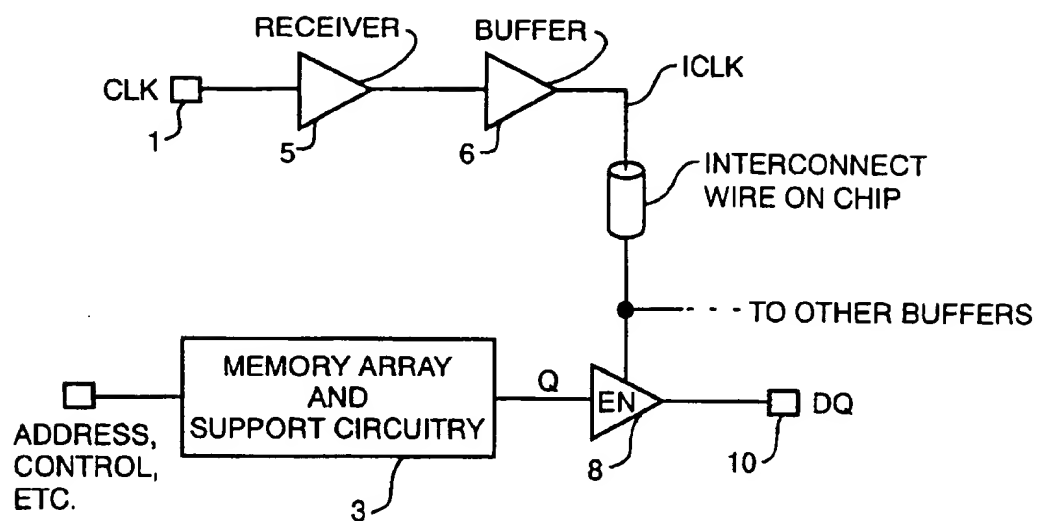 RECEIVER
BUFFER
ICLK
CLK
1
5
6
INTERCONNECT
WIRE ON CHIP
TO OTHER BUFFERS
MEMORY ARRAY
AND
SUPPORT CIRCUITRY
Q
EN
DQ
ADDRESS,
CONTROL,
ETC.
3
8
10